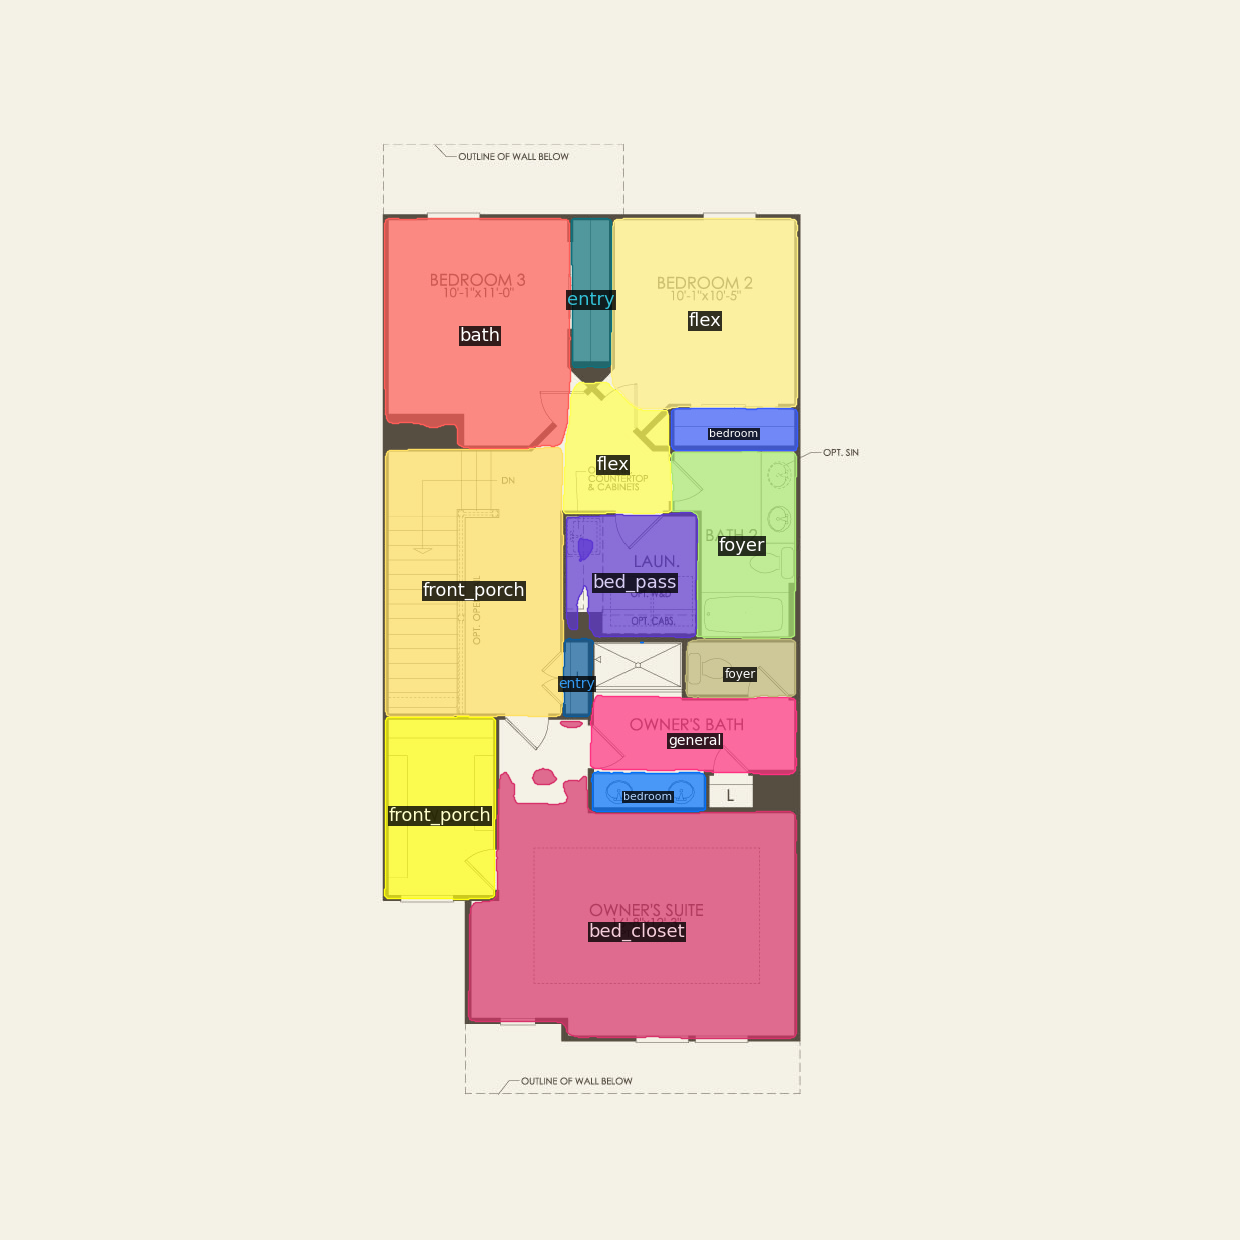 OUTLINE OF WALL BELOW
BEDROOM 3
10'-1"x11'-0"
BEDROOM 2
10'-1"x10'-5"
entry
flex
bath
bedroom
OPT. SIN
flex
COUNTERTOP
& CABINETS
DN
BATH 2
foyer
LAUN.
bed_pass
front_porch
OPT. CABS.
foyer
entry
OWNER'S BATH
general
bedroom
L
front_porch
OWNER'S SUITE
bed_closet
OUTLINE OF WALL BELOW